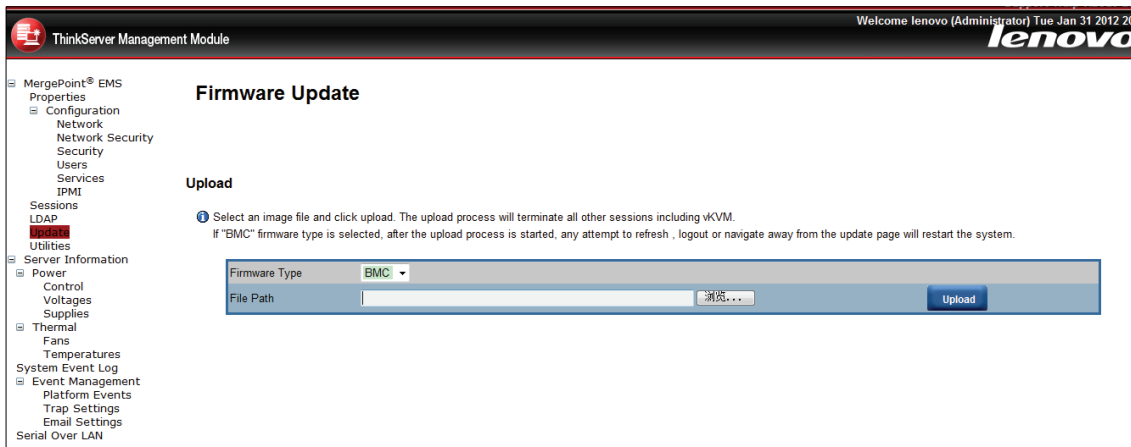 Welcome lenovo (Administrator) Tue Jan 31 2012
ThinkServer Management Module
lenovo
MergePoint® EMS
Properties
Configuration
Network
Network Security
Security
Users
Services
IPMI
Sessions
LDAP
Update
Utilities
Server Information
Power
Control
Voltages
Supplies
Thermal
Fans
Temperatures
System Event Log
Event Management
Platform Events
Trap Settings
Email Settings
Serial Over LAN
Firmware Update
Upload
Select an image file and click upload. The upload process will terminate all other sessions including vKVM.
If "BMC" firmware type is selected, after the upload process is started, any attempt to refresh , logout or navigate away from the update page will restart the system.
Firmware Type BMC
File Path 浏览... Upload